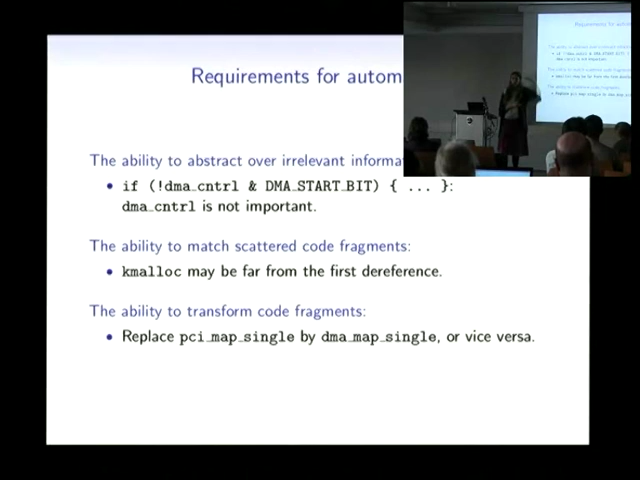 Requirements for autom
The ability to abstract over irrelevant informat
• if (!dma_cntrl & DMA_START_BIT) { ... }:
dma_cntrl is not important.
The ability to match scattered code fragments:
• kmalloc may be far from the first dereference.
The ability to transform code fragments:
• Replace pci_map_single by dma_map_single, or vice versa.